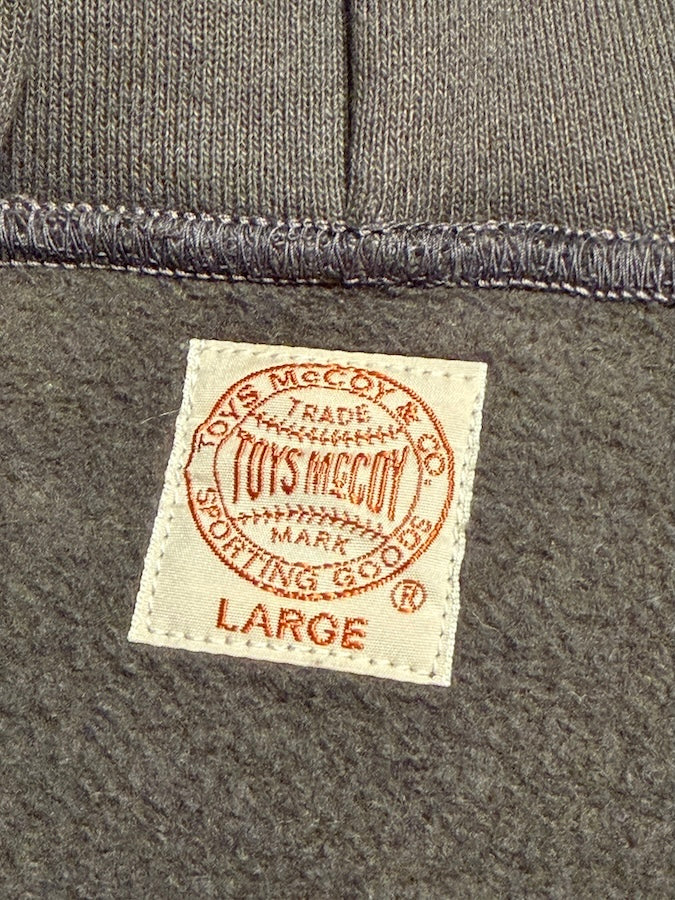 TOYS McCOY & CO.
TRADE
TOYS McCOY
MARK
SPORTING GOODS
®
LARGE